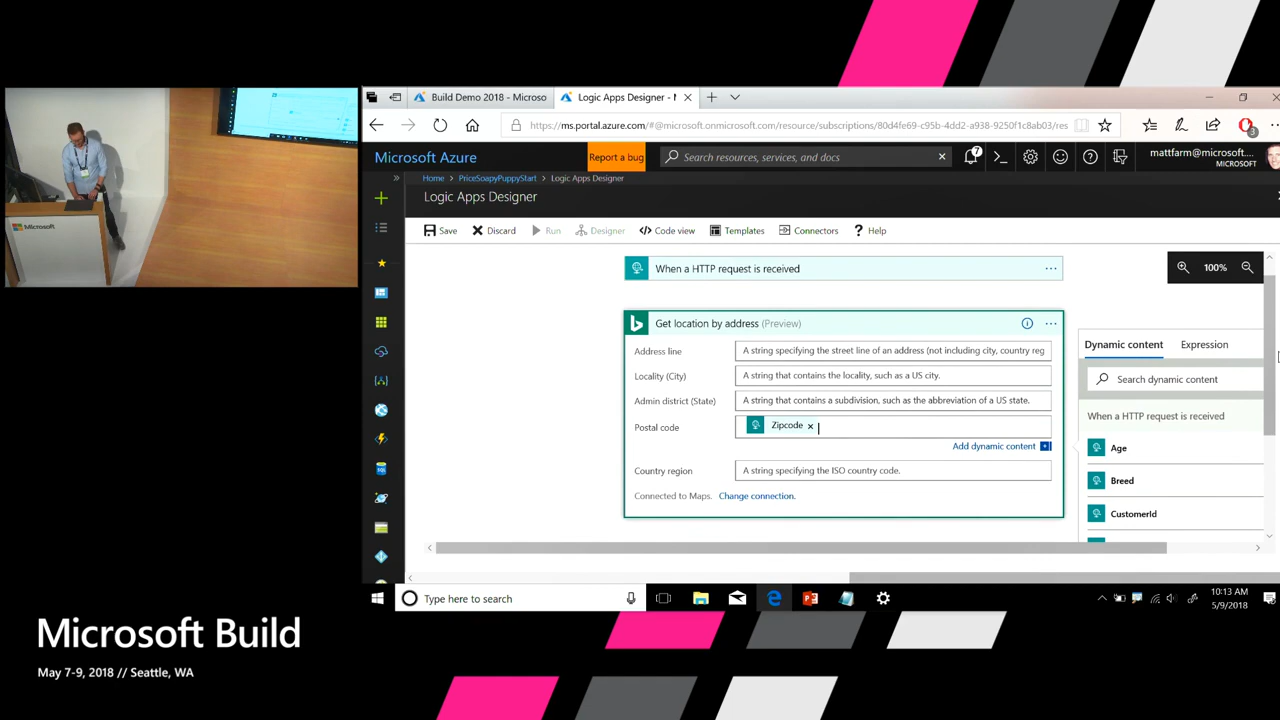 Build Demo 2018 - Microso
Logic Apps Designer - M
https://ms.portal.azure.com/#@microsoft.onmicrosoft.com/resource/subscriptions/80d4fe69-c95b-4dd2-a938-9250f1c8ab03/res
3
Microsoft Azure
Report a bug
Search resources, services, and docs
7
mattfarm@microsoft....
MICROSOFT
Home
PriceSoapyPuppyStart
Logic Apps Designer
Logic Apps Designer
Save
Discard
Run
Designer
Code view
Templates
Connectors
Help
When a HTTP request is received
100%
Get location by address (Preview)
Address line
A string specifying the street line of an address (not including city, country reg
Locality (City)
A string that contains the locality, such as a US city.
Admin district (State)
A string that contains a subdivision, such as the abbreviation of a US state.
Postal code
Zipcode ×
Add dynamic content
Country region
A string specifying the ISO country code.
Connected to Maps. Change connection.
Dynamic content
Expression
Search dynamic content
When a HTTP request is received
Age
Breed
CustomerId
Microsoft
Type here to search
10:13 AM
5/9/2018
Microsoft Build
May 7-9, 2018 // Seattle, WA